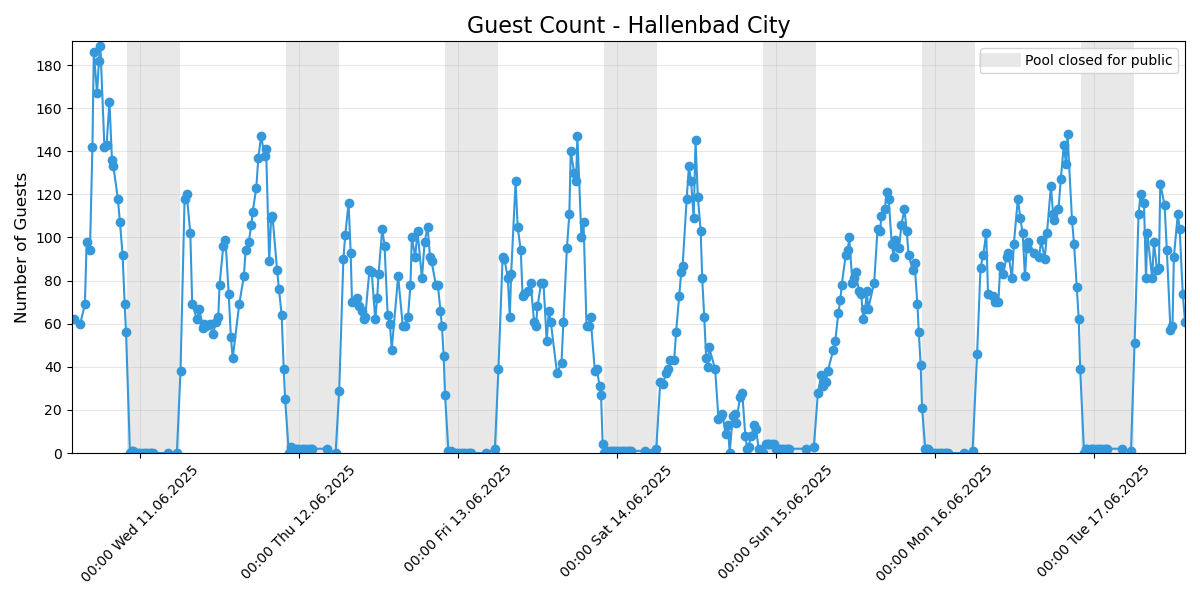 Guest Count - Hallenbad City
Pool closed for public
Number of Guests
180
160
140
120
100
80
60
40
20
0
00:00 Wed 11.06.2025
00:00 Thu 12.06.2025
00:00 Fri 13.06.2025
00:00 Sat 14.06.2025
00:00 Sun 15.06.2025
00:00 Mon 16.06.2025
00:00 Tue 17.06.2025